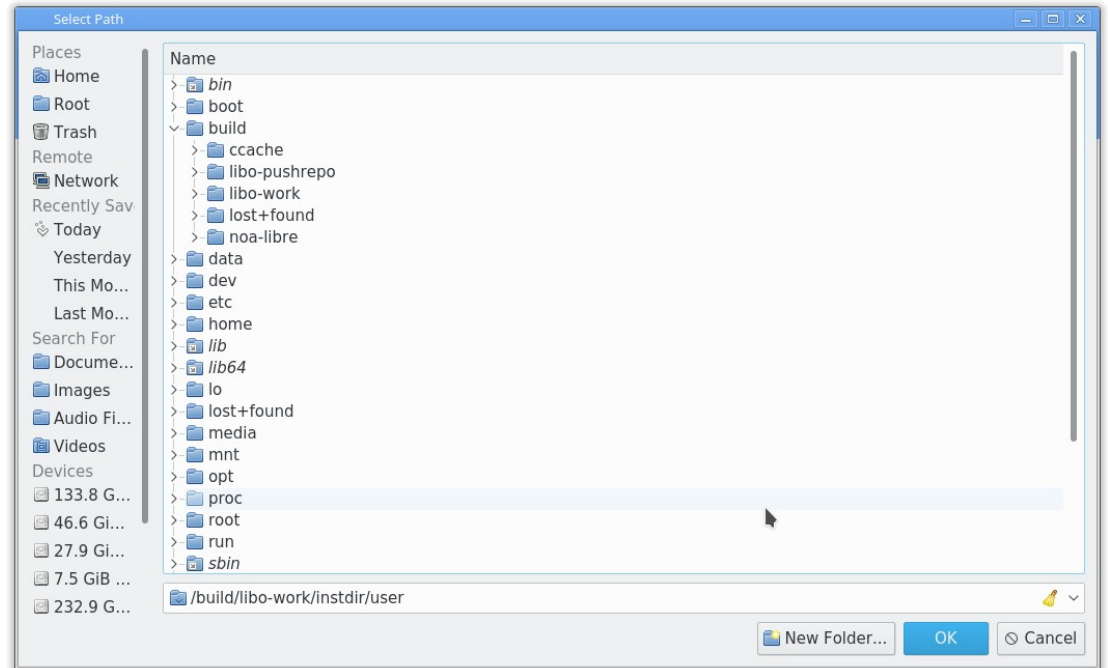 Select Path
Places
Home
Root
Trash
Remote
Network
Recently Sav
Today
Yesterday
This Mo...
Last Mo...
Search For
Docume...
Images
Audio Fi...
Videos
Devices
133.8 G...
46.6 Gi...
27.9 Gi...
7.5 GiB ...
232.9 G...
Name
bin
boot
build
ccache
libo-pushrepo
libo-work
lost+found
noa-libre
data
dev
etc
home
lib
lib64
lo
lost+found
media
mnt
opt
proc
root
run
sbin
/build/libo-work/instdir/user
New Folder...
OK
Cancel